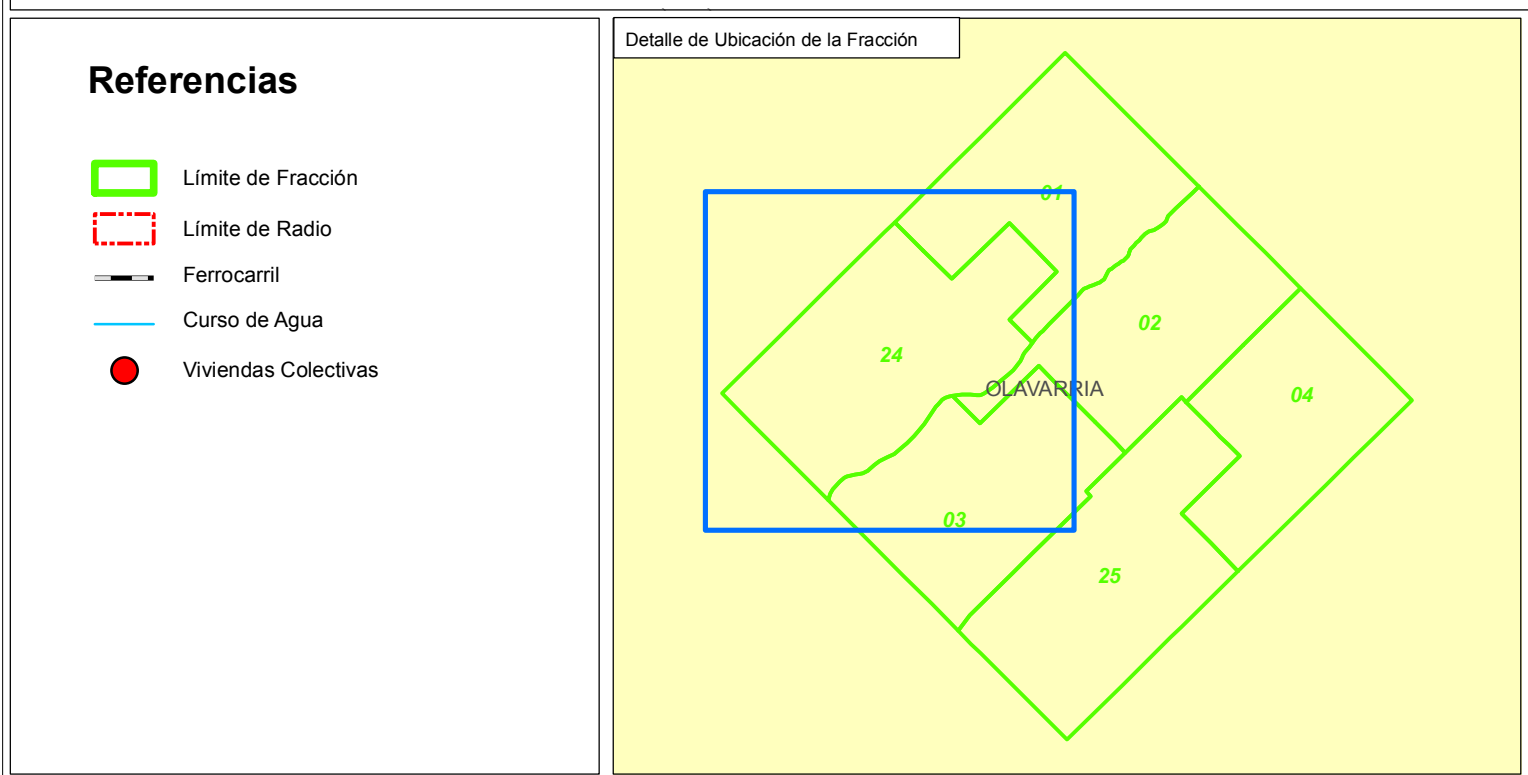 Referencias
Límite de Fracción
Límite de Radio
Ferrocarril
Curso de Agua
Viviendas Colectivas
Detalle de Ubicación de la Fracción
01
02
24
OLAVARRIA
04
03
25